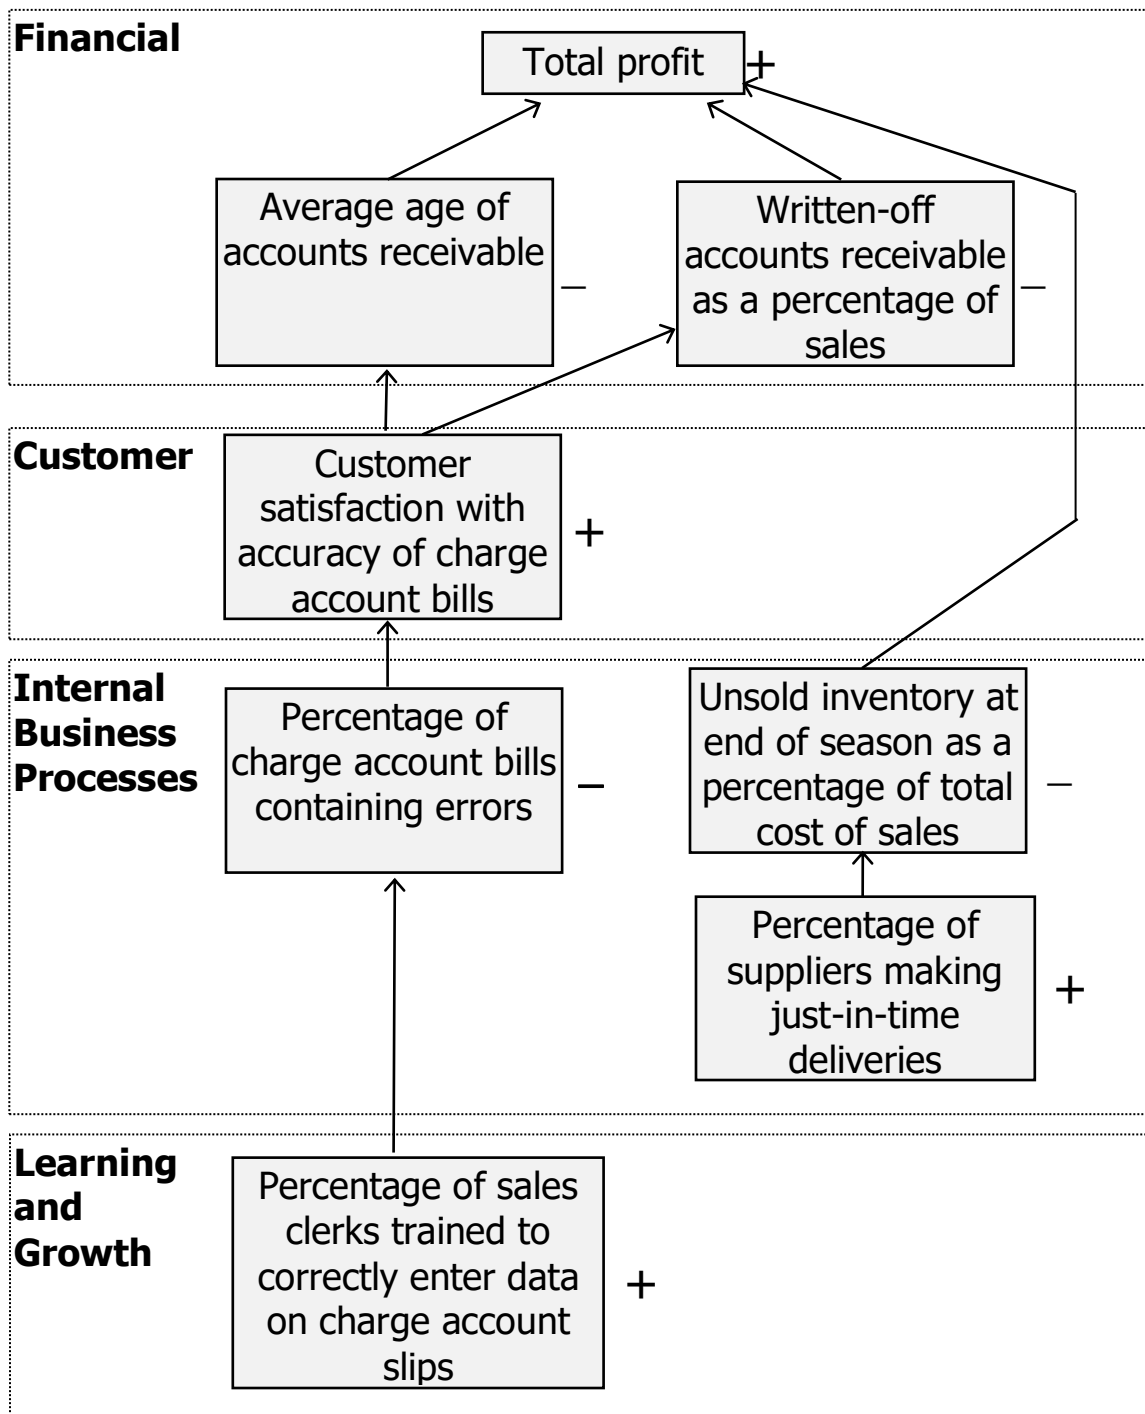 Financial
Total profit
+
Average age of
accounts receivable
–
Written-off
accounts receivable
as a percentage of
sales
–
Customer
Customer
satisfaction with
accuracy of charge
account bills
+
Internal
Business
Processes
Percentage of
charge account bills
containing errors
–
Unsold inventory at
end of season as a
percentage of total
cost of sales
–
Percentage of
suppliers making
just-in-time
deliveries
+
Learning
and
Growth
Percentage of sales
clerks trained to
correctly enter data
on charge account
slips
+